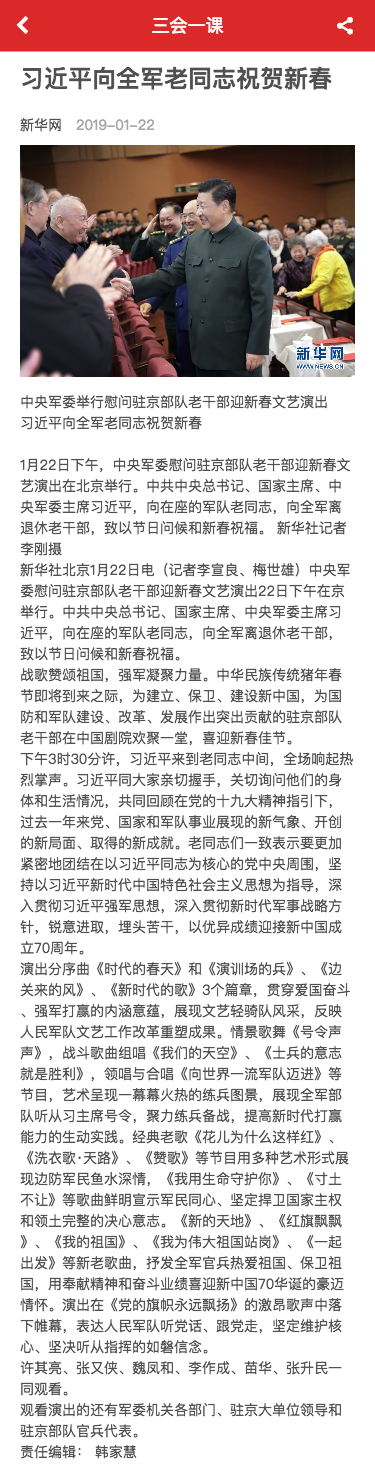 三会一课
习近平向全军老同志祝贺新春
新华网 2019-01-22
新华网
WWW.NEWS.CN
中央军委举行慰问驻京部队老干部迎新春文艺演出
习近平向全军老同志祝贺新春
1月22日下午，中央军委慰问驻京部队老干部迎新春文
艺演出在北京举行。中共中央总书记、国家主席、中
央军委主席习近平，向在座的军队老同志，向全军离
退休老干部，致以节日问候和新春祝福。 新华社记者
李刚摄
新华社北京1月22日电（记者李宣良、梅世雄）中央军
委慰问驻京部队老干部迎新春文艺演出22日下午在京
举行。中共中央总书记、国家主席、中央军委主席习
近平，向在座的军队老同志，向全军离退休老干部，
致以节日问候和新春祝福。
战歌赞颂祖国，强军凝聚力量。中华民族传统猪年春
节即将到来之际，为建立、保卫、建设新中国，为国
防和军队建设、改革、发展作出突出贡献的驻京部队
老干部在中国剧院欢聚一堂，喜迎新春佳节。
下午3时30分许，习近平来到老同志中间，全场响起热
烈掌声。习近平同大家亲切握手，关切询问他们的身
体和生活情况，共同回顾在党的十九大精神指引下，
过去一年来党、国家和军队事业展现的新气象、开创
的新局面、取得的新成就。老同志们一致表示要更加
紧密地团结在以习近平同志为核心的党中央周围，坚
持以习近平新时代中国特色社会主义思想为指导，深
入贯彻习近平强军思想，深入贯彻新时代军事战略方
针，锐意进取，埋头苦干，以优异成绩迎接新中国成
立70周年。
演出分序曲《时代的春天》和《演训场的兵》、《边
关来的风》、《新时代的歌》3个篇章，贯穿爱国奋斗
、强军打赢的内涵意蕴，展现文艺轻骑队风采，反映
人民军队文艺工作改革重塑成果。情景歌舞《号令声
声》，战斗歌曲组唱《我们的天空》、《士兵的意志
就是胜利》，领唱与合唱《向世界一流军队迈进》等
节目，艺术呈现一幕幕火热的练兵图景，展现全军部
队听从习主席号令，聚力练兵备战，提高新时代打赢
能力的生动实践。经典老歌《花儿为什么这样红》、
《洗衣歌·天路》、《赞歌》等节目用多种艺术形式展
现边防军民鱼水深情，《我用生命守护你》、《寸土
不让》等歌曲鲜明宣示军民同心、坚定捍卫国家主权
和领土完整的决心意志。《新的天地》、《红旗飘飘
》、《我的祖国》、《我为伟大祖国站岗》、《一起
出发》等新老歌曲，抒发全军官兵热爱祖国、保卫祖
国，用奉献精神和奋斗业绩喜迎新中国70华诞的豪迈
情怀。演出在《党的旗帜永远飘扬》的激昂歌声中落
下帷幕，表达人民军队听党话、跟党走，坚定维护核
心、坚决听从指挥的如磐信念。
许其亮、张又侠、魏凤和、李作成、苗华、张升民一
同观看。
观看演出的还有军委机关各部门、驻京大单位领导和
驻京部队官兵代表。
责任编辑： 韩家慧